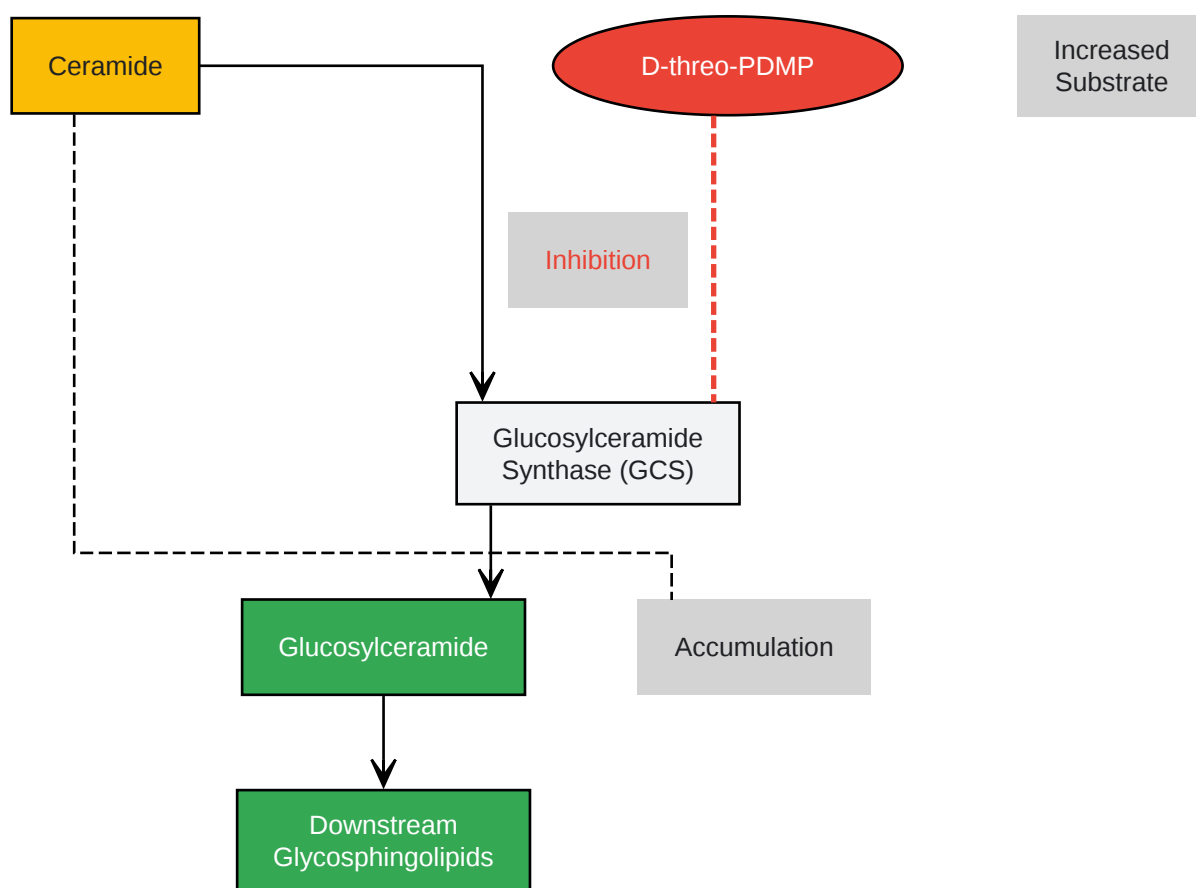 Ceramide
D-threo-PDMP
Increased
Substrate
Inhibition
Glucosylceramide
Synthase (GCS)
Glucosylceramide
Accumulation
Downstream
Glycosphingolipids